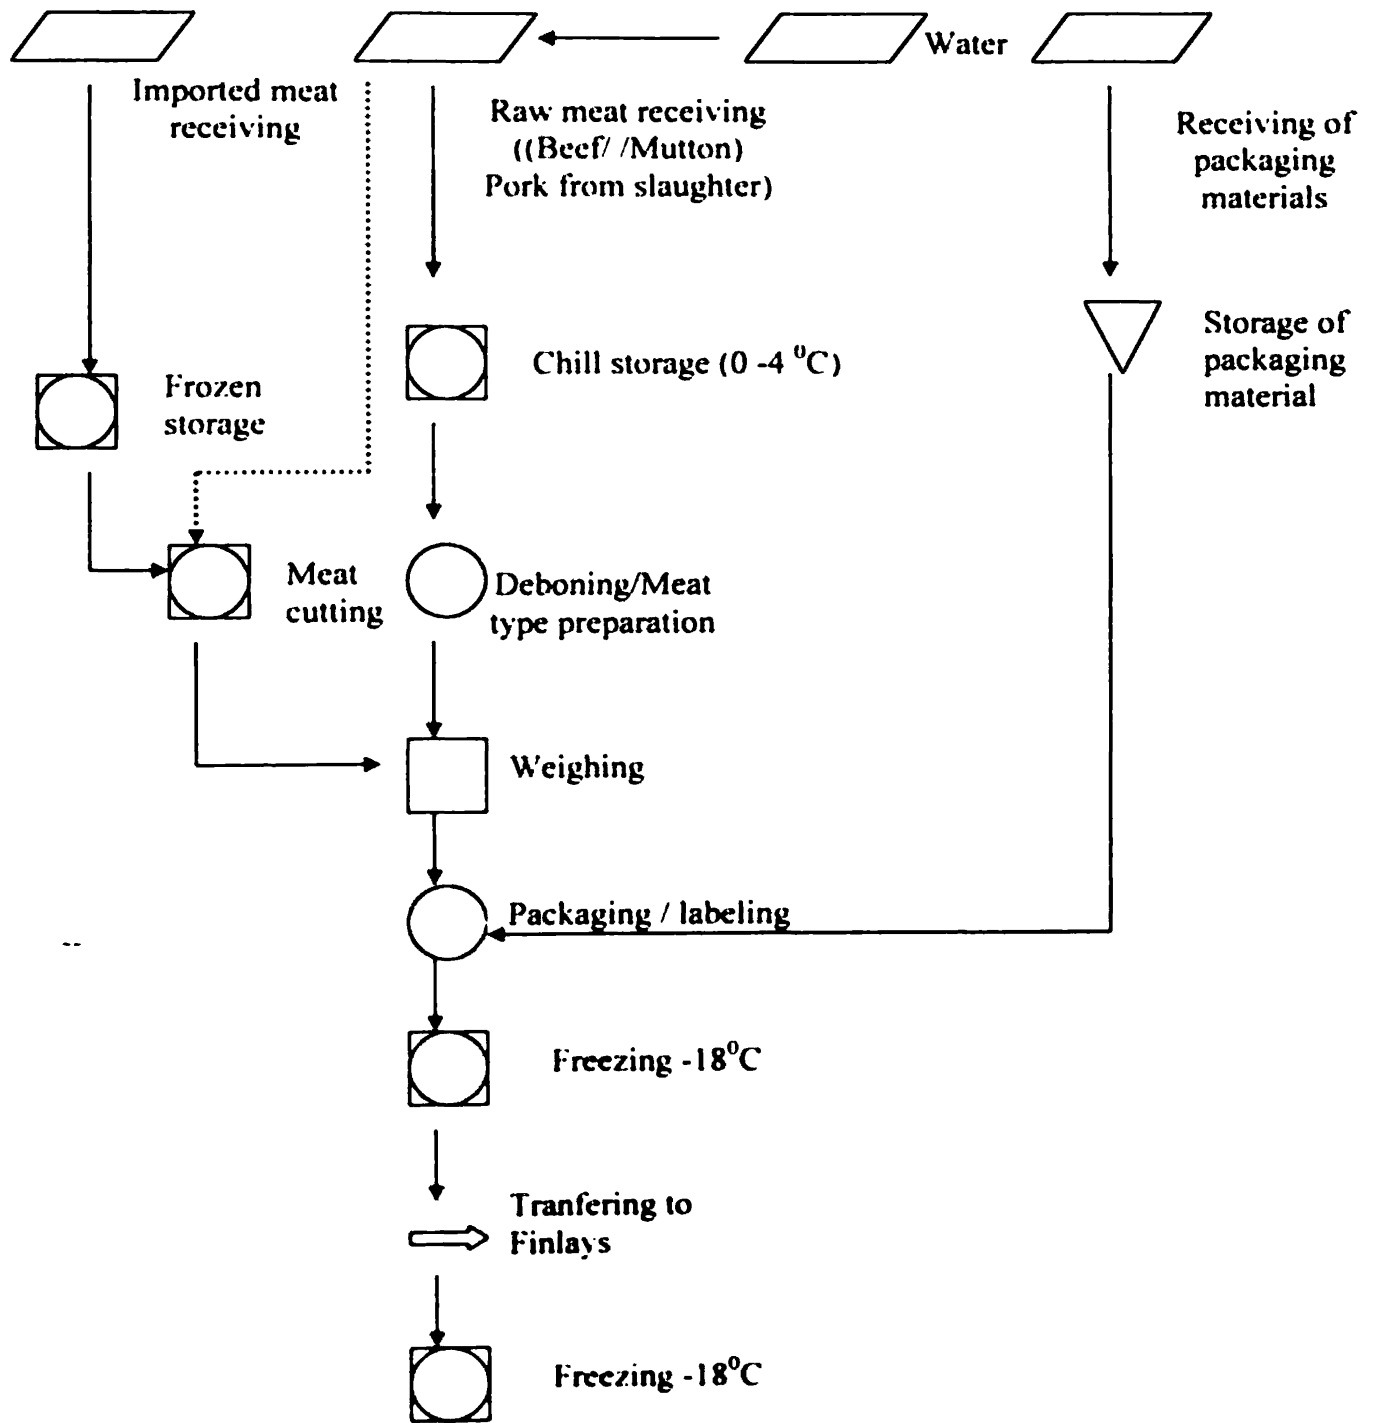 Water
Imported meat
receiving
Raw meat receiving
((Beef/ /Mutton)
Pork from slaughter)
Receiving of
packaging
materials
Chill storage (0 -4 ⁰C)
Storage of
packaging
material
Frozen
storage
Meat
cutting
Deboning/Meat
type preparation
Weighing
Packaging / labeling
Freezing -18⁰C
Tranfering to
Finlays
Freezing -18⁰C